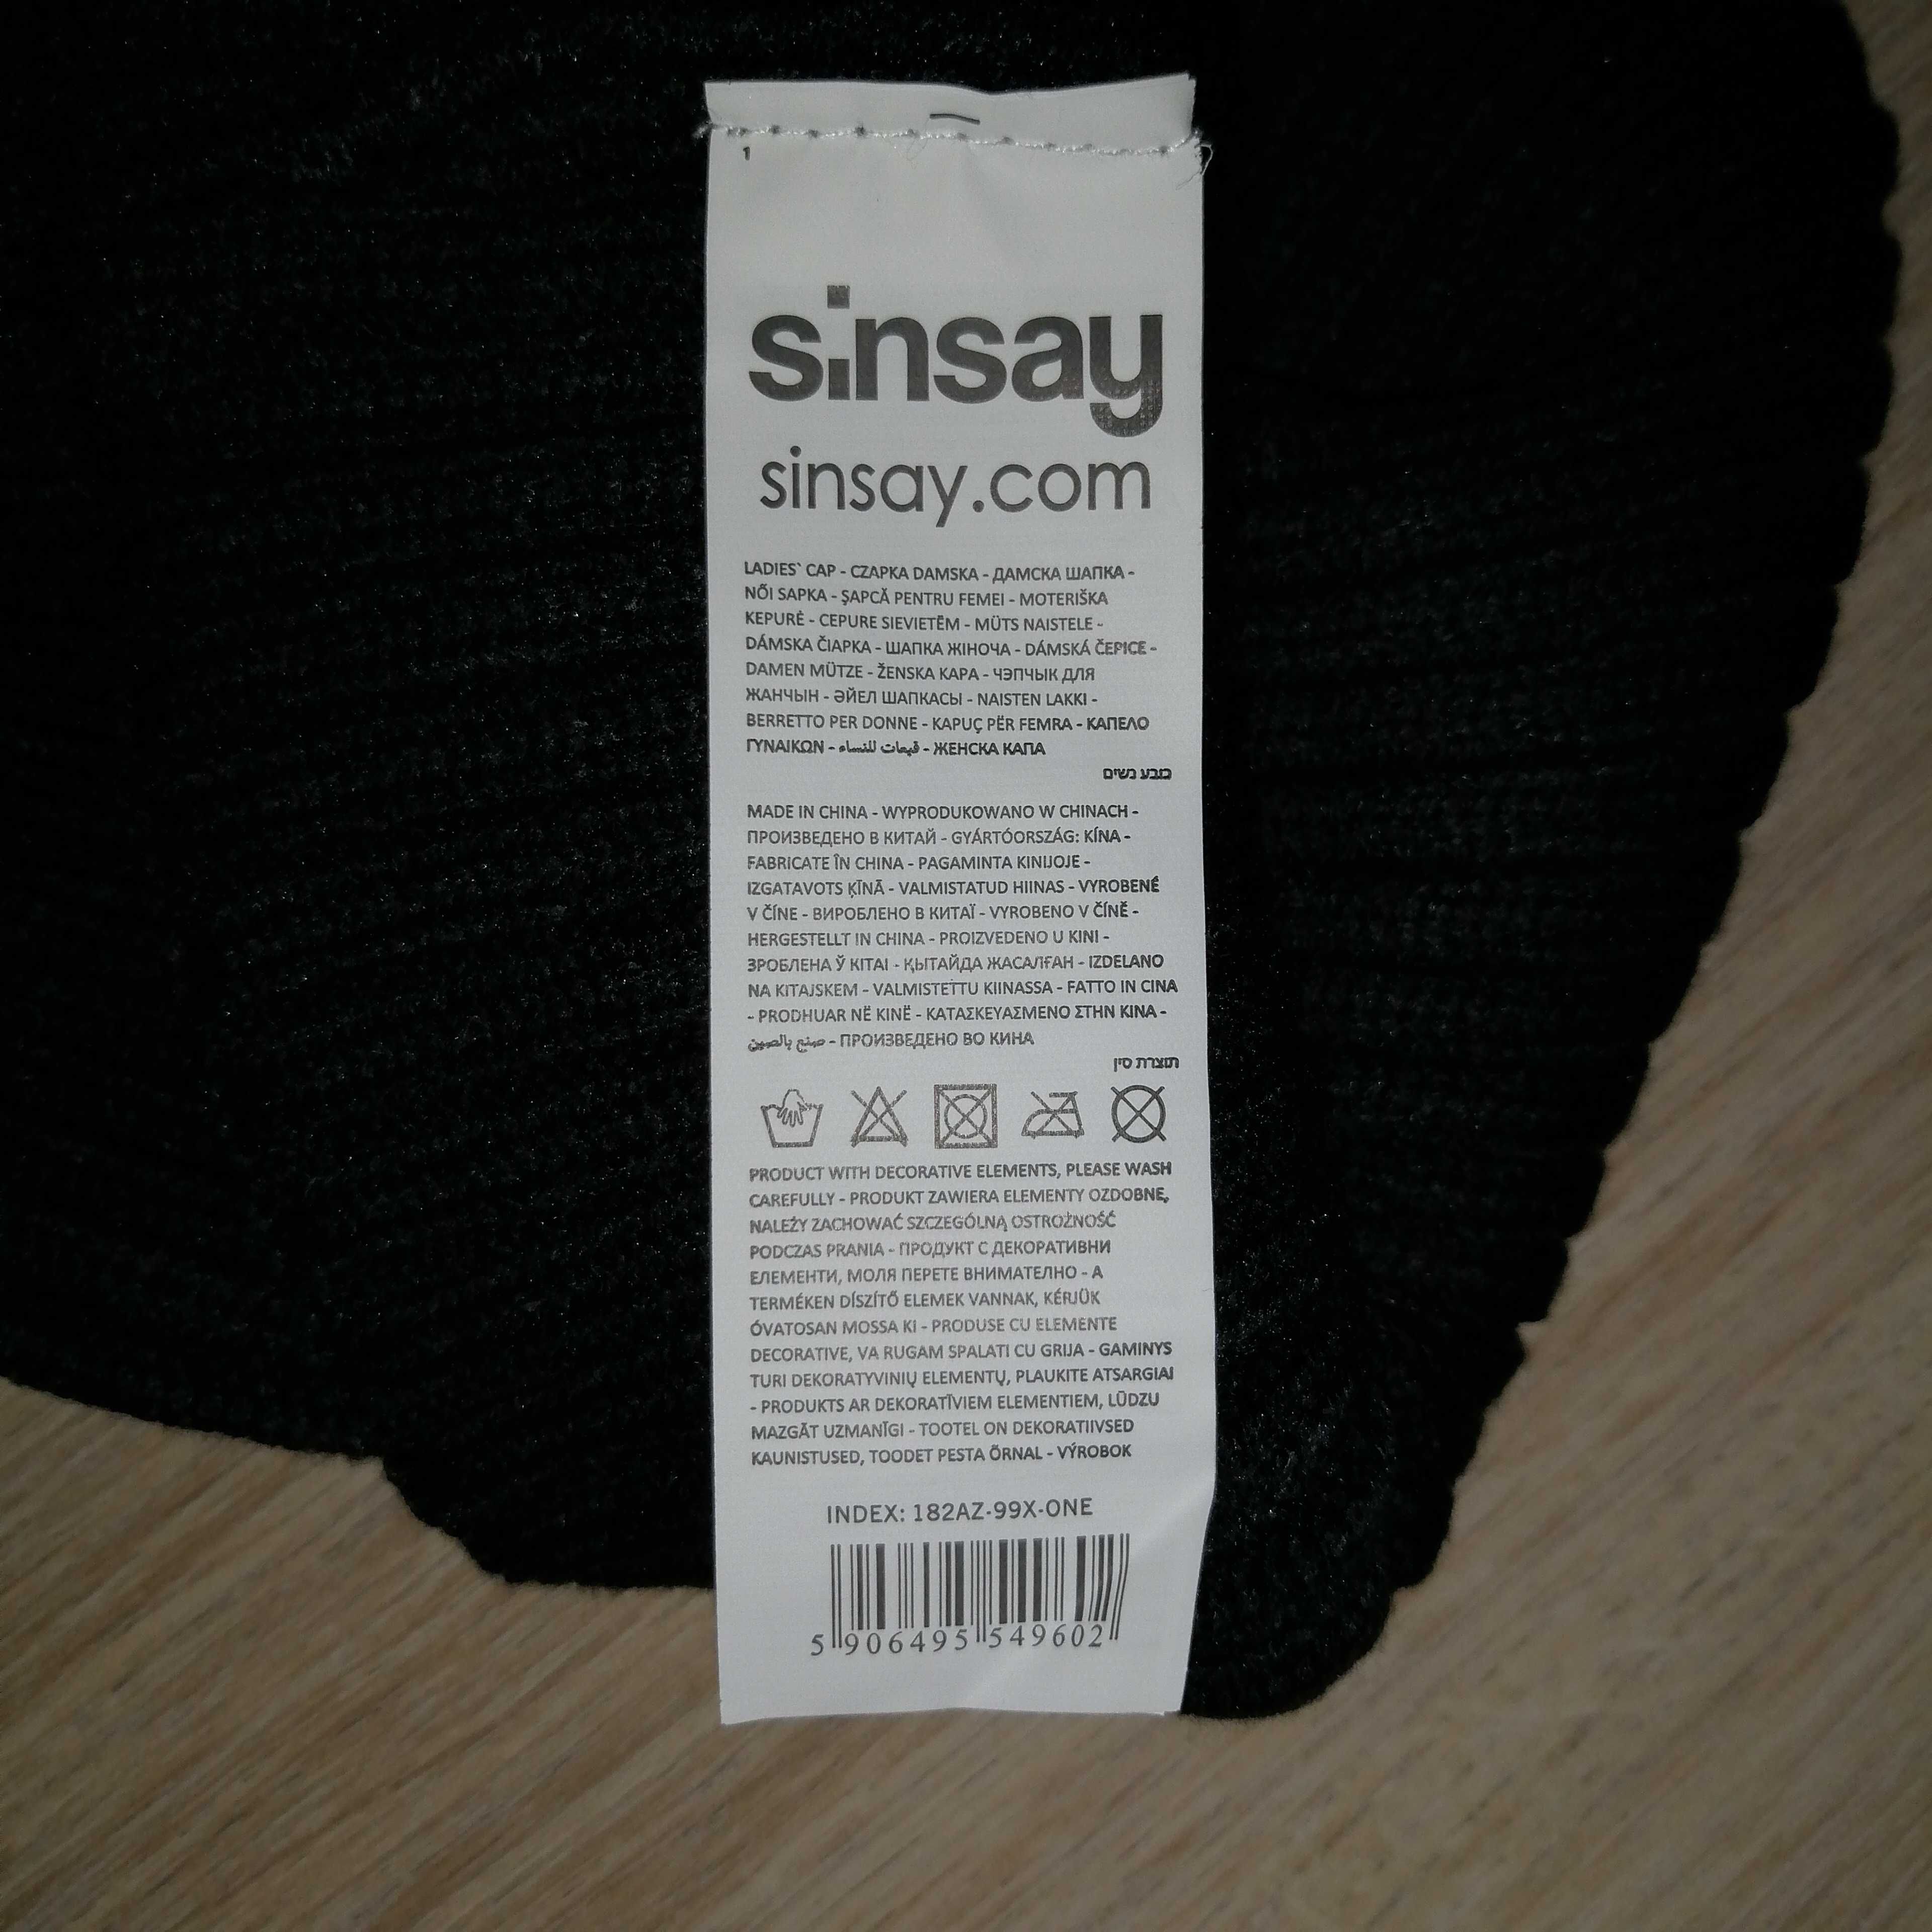 1
sinsay
sinsay.com
LADIES` CAP - CZAPKA DAMSKA - ДАМСКА ШАПКА -
NŐI SAPKA - ŞAPCĂ PENTRU FEMEI - MOTERIŠKA
KEPURĖ - CEPURE SIEVIETĒM - MÜTS NAISTELE -
DÁMSKA ČIAPKA - ШАПКА ЖІНОЧА - DÁMSKÁ ČEPICE -
DAMEN MÜTZE - ŽENSKA KAPA - ЧЭПЧЫК ДЛЯ
ЖАНЧЫН - ӘЙЕЛ ШАПКАСЫ - NAISTEN LAKKI -
BERRETTO PER DONNE - KAPUÇ PËR FEMRA - ΚΑΠΕΛΟ
ΓΥΝΑΙΚΩΝ - قبعات للنساء - ЖЕНСКА КАПА
כובע נשים
MADE IN CHINA - WYPRODUKOWANO W CHINACH -
ПРОИЗВЕДЕНО В КИТАЙ - GYÁRTÓORSZÁG: KÍNA -
FABRICATE ÎN CHINA - PAGAMINTA KINIJOJE -
IZGATAVOTS ĶĪNĀ - VALMISTATUD HIINAS - VYROBENÉ
V ČÍNE - ВИРОБЛЕНО В КИТАЇ - VYROBENO V ČÍNĚ -
HERGESTELLT IN CHINA - PROIZVEDENO U KINI -
ЗРОБЛЕНА Ў КІТАІ - ҚЫТАЙДА ЖАСАЛҒАН - IZDELANO
NA KITAJSKEM - VALMISTETTU KIINASSA - FATTO IN CINA
- PRODHUAR NË KINË - ΚΑΤΑΣΚΕΥΑΣΜΕΝΟ ΣΤΗΝ ΚΙΝΑ -
صنع بالصين - ПРОИЗВЕДЕНО ВО КИНА
תוצרת סין
PRODUCT WITH DECORATIVE ELEMENTS, PLEASE WASH
CAREFULLY - PRODUKT ZAWIERA ELEMENTY OZDOBNE,
NALEŻY ZACHOWAĆ SZCZEGÓLNĄ OSTROŻNOŚĆ
PODCZAS PRANIA - ПРОДУКТ С ДЕКОРАТИВНИ
ЕЛЕМЕНТИ, МОЛЯ ПЕРЕТЕ ВНИМАТЕЛНО - A
TERMÉKEN DÍSZÍTŐ ELEMEK VANNAK, KÉRJÜK
ÓVATOSAN MOSSA KI - PRODUSE CU ELEMENTE
DECORATIVE, VA RUGAM SPALATI CU GRIJA - GAMINYS
TURI DEKORATYVINIŲ ELEMENTŲ, PLAUKITE ATSARGIAI
- PRODUKTS AR DEKORATĪVIEM ELEMENTIEM, LŪDZU
MAZGĀT UZMANĪGI - TOOTEL ON DEKORATIIVSED
KAUNISTUSED, TOODET PESTA ÕRNAL - VÝROBOK
INDEX: 182AZ-99X-ONE
5 906495 549602